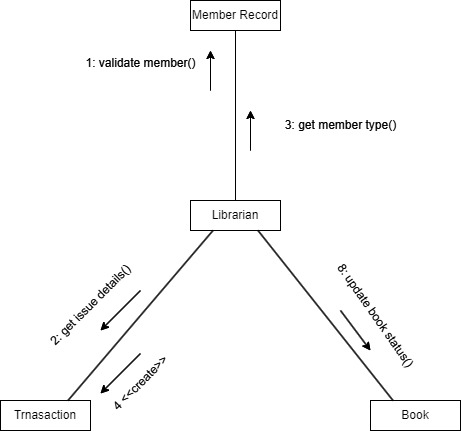 Member Record
1: validate member()
3: get member type()
Librarian
2: get issue details()
8: update book status()
4 <<create>>
Trnasaction
Book